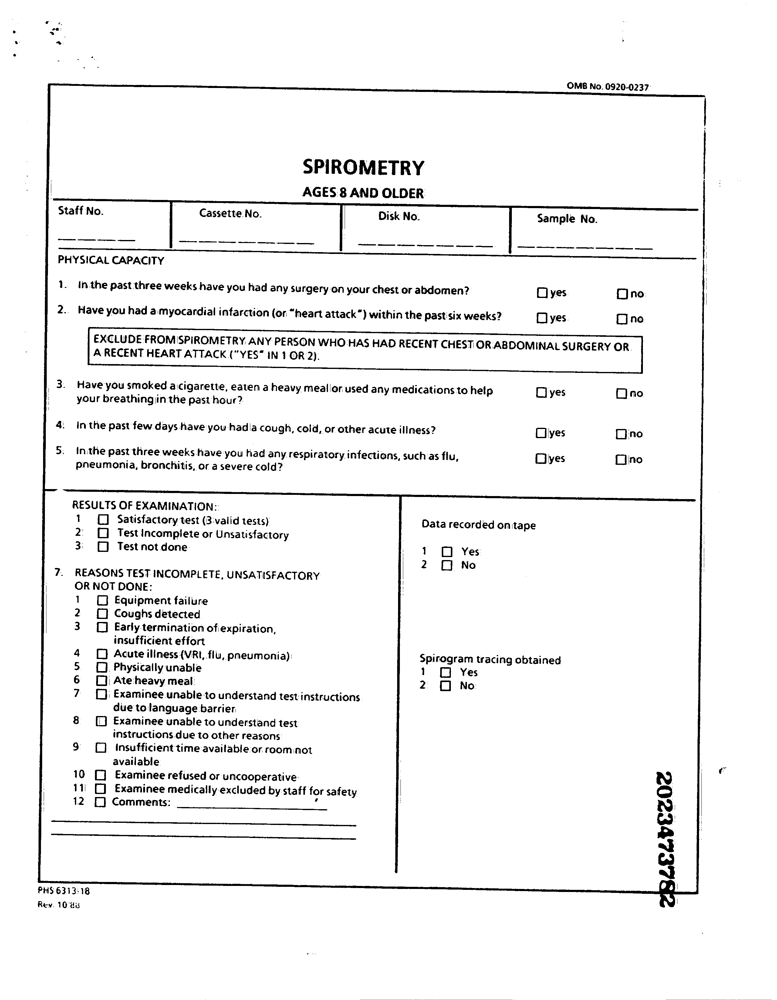 OMB No. 0920-0237
SPIROMETRY
AGES 8 AND OLDER
Staff No. Cassette No. Disk No. Sample No.
PHYSICAL CAPACITY
1. In the past three weeks have you had any surgery on your chest or abdomen? yes no
2. Have you had a myocardial infarction (or "heart attack") within the past six weeks? yes no
EXCLUDE FROM SPIROMETRY ANY PERSON WHO HAS HAD RECENT CHEST OR ABDOMINAL SURGERY OR
A RECENT HEART ATTACK ("YES" IN 1 OR 2).
3. Have you smoked a cigarette, eaten a heavy meal or used any medications to help
your breathing in the past hour? yes no
4. In the past few days have you had a cough, cold, or other acute illness? yes no
5. In the past three weeks have you had any respiratory infections, such as flu,
pneumonia, bronchitis, or a severe cold? yes no
RESULTS OF EXAMINATION:
1 Satisfactory test (3 valid tests)
2 Test Incomplete or Unsatisfactory
3 Test not done
7. REASONS TEST INCOMPLETE, UNSATISFACTORY
OR NOT DONE:
1 Equipment failure
2 Coughs detected
3 Early termination of expiration,
insufficient effort
4 Acute illness (VRI, flu, pneumonia)
5 Physically unable
6 Ate heavy meal
7 Examinee unable to understand test instructions
due to language barrier
8 Examinee unable to understand test
instructions due to other reasons
9 Insufficient time available or room not
available
10 Examinee refused or uncooperative
11 Examinee medically excluded by staff for safety
12 Comments:
Data recorded on tape
1 Yes
2 No
Spirogram tracing obtained
1 Yes
2 No
2023473782
PHS 6313-18
Rev. 10 88